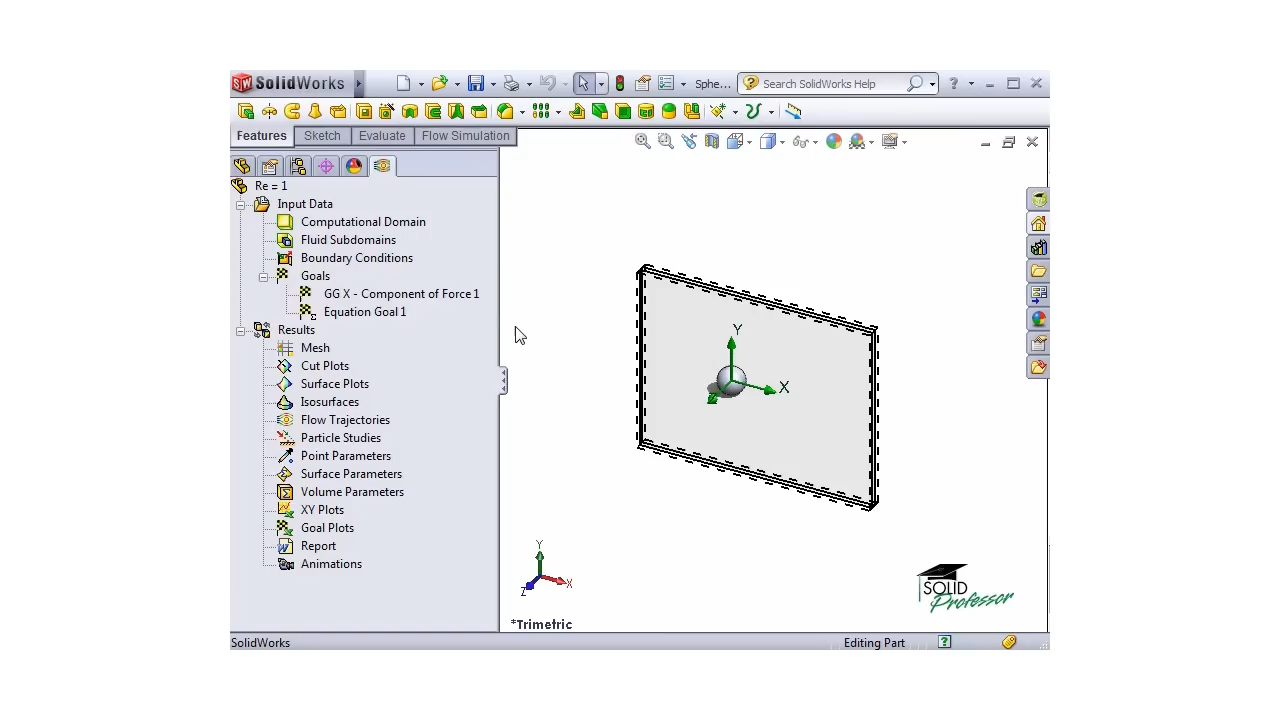 SolidWorks
Sphe...
Search SolidWorks Help
Features
Sketch
Evaluate
Flow Simulation
Re = 1
Input Data
Computational Domain
Fluid Subdomains
Boundary Conditions
Goals
GG X - Component of Force 1
Equation Goal 1
Results
Mesh
Cut Plots
Surface Plots
Isosurfaces
Flow Trajectories
Particle Studies
Point Parameters
Surface Parameters
Volume Parameters
XY Plots
Goal Plots
Report
Animations
Y
X
Y
X
Z
*Trimetric
SOLID
Professor
SolidWorks
Editing Part